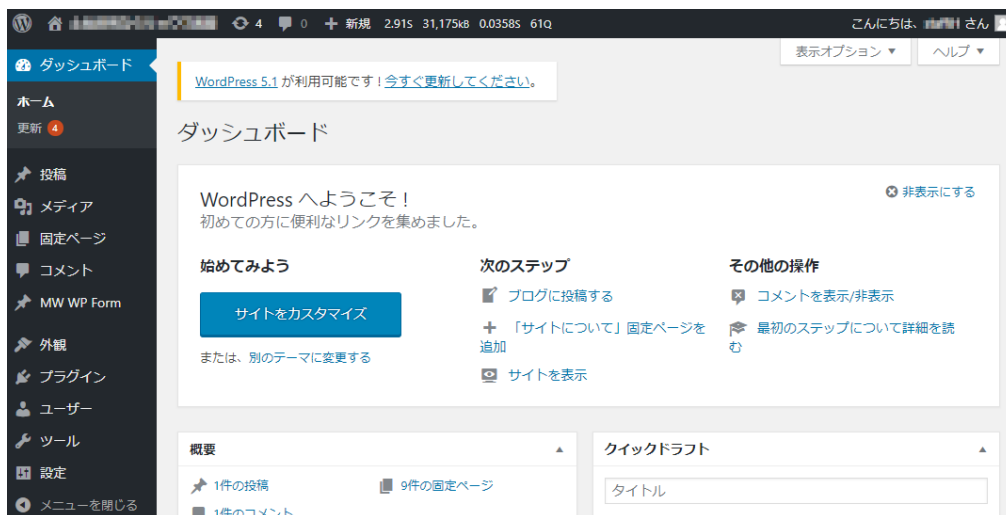 4 0 新規 2.91s 31,175kB 0.0358s 61Q こんにちは、 さん
表示オプション ▼ ヘルプ ▼
ダッシュボード
ホーム
更新 4
投稿
メディア
固定ページ
コメント
MW WP Form
外観
プラグイン
ユーザー
ツール
設定
メニューを閉じる
WordPress 5.1 が利用可能です ! 今すぐ更新してください。
ダッシュボード
WordPress へようこそ !
初めての方に便利なリンクを集めました。
非表示にする
始めてみよう
サイトをカスタマイズ
または、別のテーマに変更する
次のステップ
ブログに投稿する
「サイトについて」固定ページを
追加
サイトを表示
その他の操作
コメントを表示/非表示
最初のステップについて詳細を読
む
概要
1件の投稿
9件の固定ページ
1件のコメント
クイックドラフト
タイトル